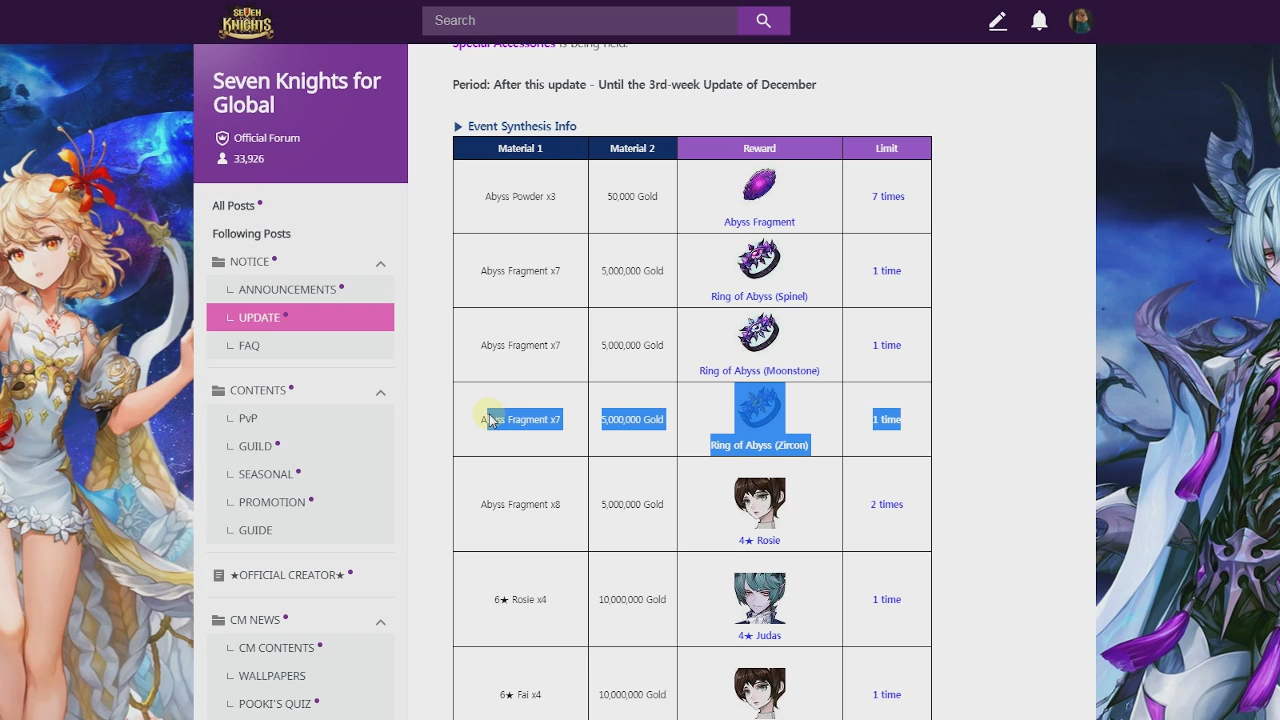 SEVEN KNIGHTS
Search
Seven Knights for
Global
Official Forum
33,926
All Posts
Following Posts
NOTICE
ANNOUNCEMENTS
UPDATE
FAQ
CONTENTS
PvP
GUILD
SEASONAL
PROMOTION
GUIDE
★OFFICIAL CREATOR★
CM NEWS
CM CONTENTS
WALLPAPERS
POOKI'S QUIZ
Special Accessories is being held.
Period: After this update - Until the 3rd-week Update of December
▶ Event Synthesis Info
Material 1 Material 2 Reward Limit
Abyss Powder x3 50,000 Gold Abyss Fragment 7 times
Abyss Fragment x7 5,000,000 Gold Ring of Abyss (Spinel) 1 time
Abyss Fragment x7 5,000,000 Gold Ring of Abyss (Moonstone) 1 time
Abyss Fragment x7 5,000,000 Gold Ring of Abyss (Zircon) 1 time
Abyss Fragment x8 5,000,000 Gold 4★ Rosie 2 times
6★ Rosie x4 10,000,000 Gold 4★ Judas 1 time
6★ Fai x4 10,000,000 Gold 1 time